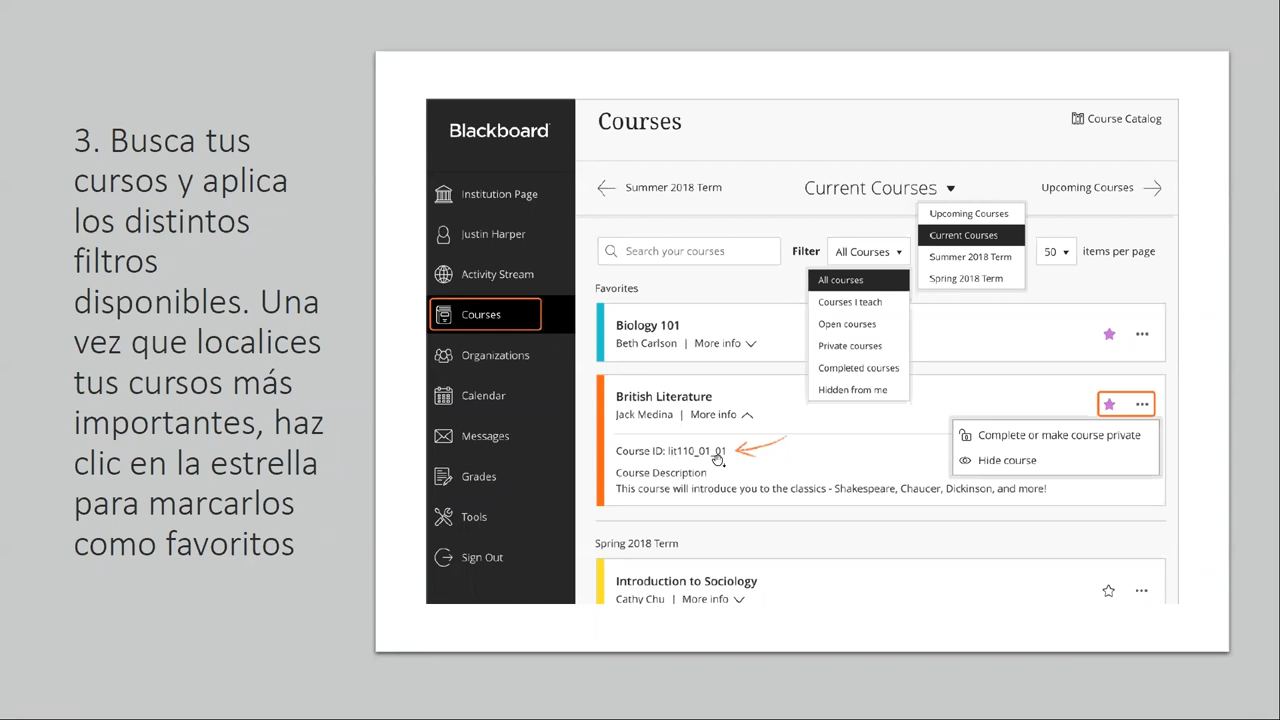 3. Busca tus
cursos y aplica
los distintos
filtros
disponibles. Una
vez que localices
tus cursos más
importantes, haz
clic en la estrella
para marcarlos
como favoritos
Blackboard
Institution Page
Justin Harper
Activity Stream
Courses
Organizations
Calendar
Messages
Grades
Tools
Sign Out
Courses
Course Catalog
Summer 2018 Term
Current Courses
Upcoming Courses
Upcoming Courses
Current Courses
Summer 2018 Term
Spring 2018 Term
Search your courses
Filter
All Courses
50
items per page
All courses
Courses I teach
Open courses
Private courses
Completed courses
Hidden from me
Favorites
Biology 101
Beth Carlson | More info
British Literature
Jack Medina | More info
Complete or make course private
Hide course
Course ID: lit110_01_01
Course Description
This course will introduce you to the classics - Shakespeare, Chaucer, Dickinson, and more!
Spring 2018 Term
Introduction to Sociology
Cathy Chu | More info